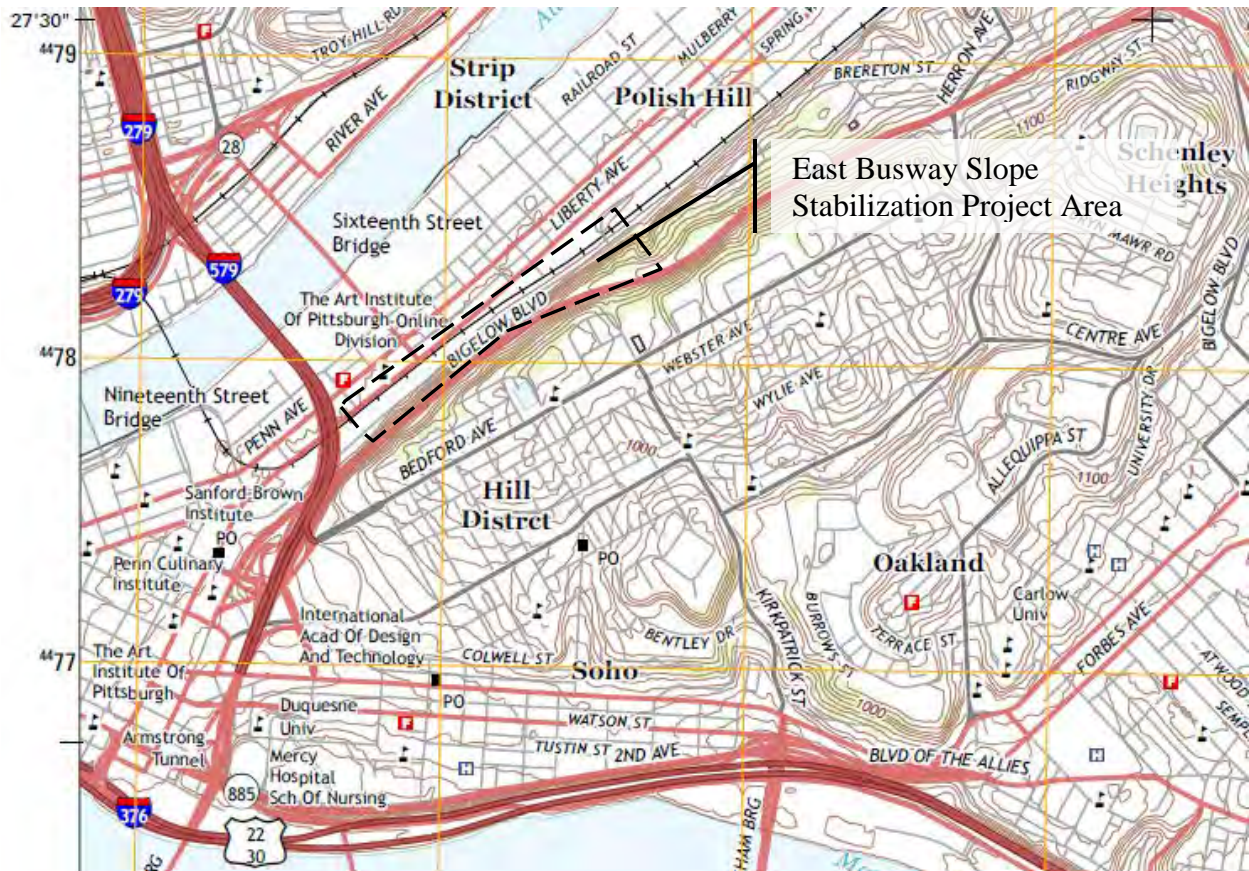 27'30"
4479
TROY HILL RD
RIVER AVE
279
28
Strip
District
RAILROAD ST
MULBERRY
SPRING W
Polish Hill
LIBERTY AVE
BRERETON ST
HERRON AVE
RIDGWAY ST
1100
Schenley
Heights
East Busway Slope
Stabilization Project Area
MAWR RD
BIGELOW BLVD
Sixteenth Street
Bridge
579
279
The Art Institute
Of Pittsburgh-Online
Division
BIGELOW BLVD
4478
F
Nineteenth Street
Bridge
PENN AVE
BEDFORD AVE
WEBSTER AVE
WYLIE AVE
CENTRE AVE
UNIVERSITY DR
ALLEQUIPPA ST
1000
1100
Hill
Distrct
Sanford-Brown
Institute
PO
Penn Culinary
Institute
PO
Oakland
F
H
H
Carlow
Univ
International
Acad Of Design
And Technology
BENTLEY DR
KIRKPATRICK ST
BURROWS ST
TERRACE ST
FORBES AVE
ATWOOD
SEMPL
The Art
Institute Of
Pittsburgh
4477
COLWELL ST
Soho
1000
F
PO
Duquesne
Univ
F
WATSON ST
TUSTIN ST
2ND AVE
BLVD OF THE ALLIES
H
H
Armstrong
Tunnel
Mercy
Hospital
Sch Of Nursing
885
376
22
30
RG
HAM BRG